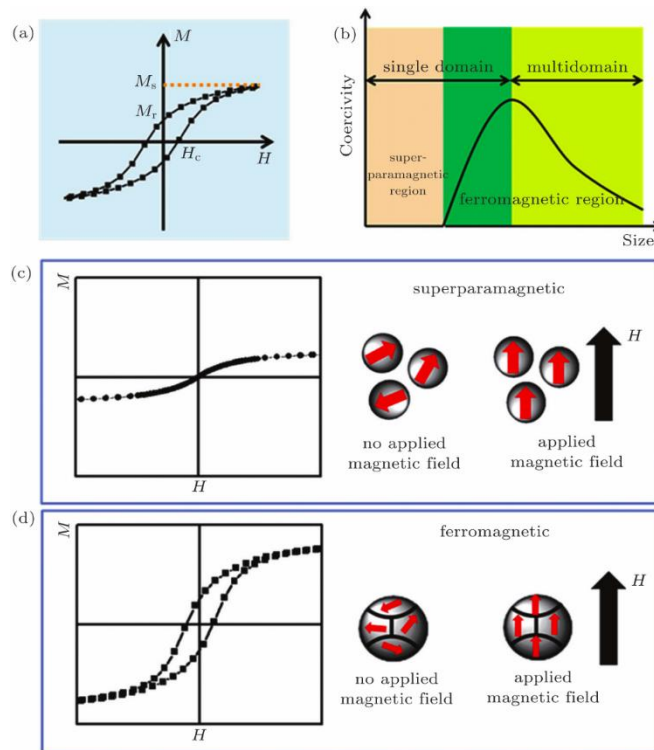 (a)
M
Ms
Mr
Hc
H
(b)
Coercivity
single domain
multidomain
super-
paramagnetic
region
ferromagnetic region
Size
(c)
M
H
superparamagnetic
H
no applied
magnetic field
applied
magnetic field
(d)
M
H
ferromagnetic
H
no applied
magnetic field
applied
magnetic field